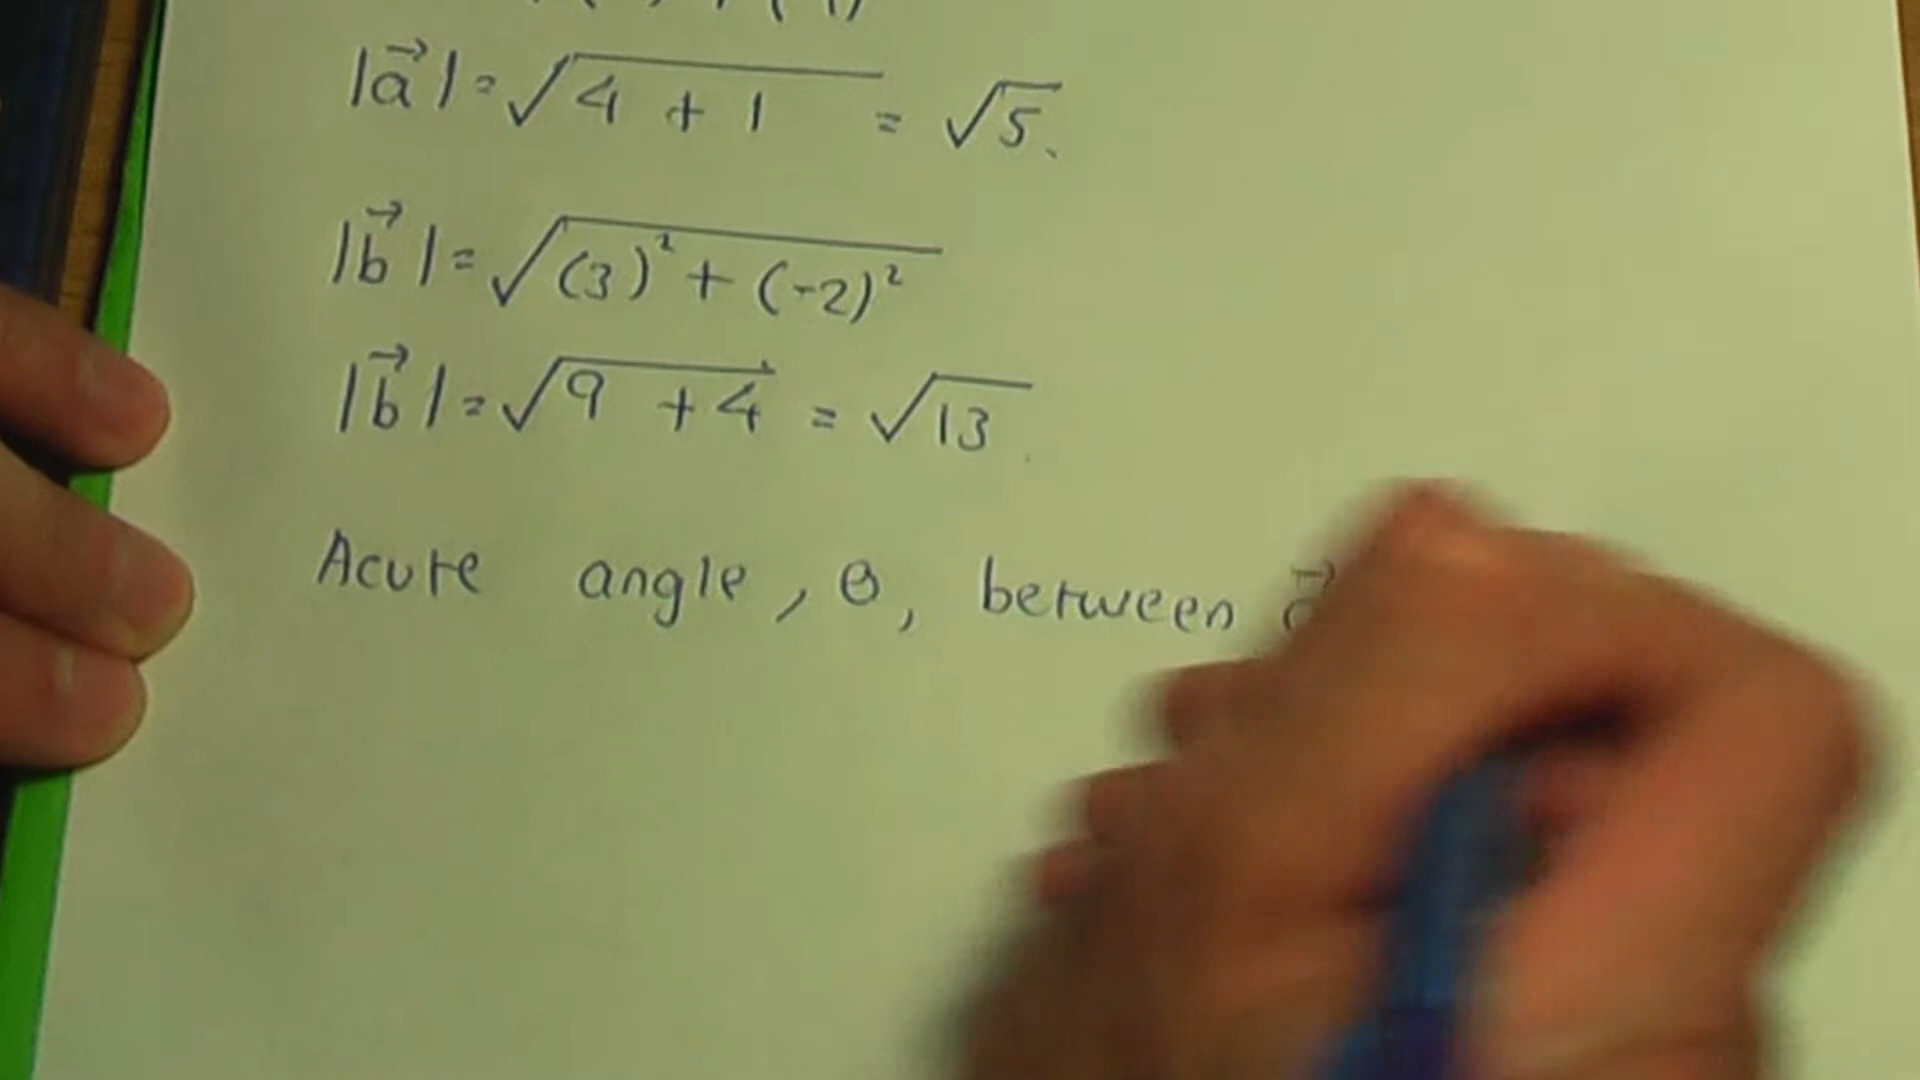 |a⃗| = √4 + 1 = √5.
|b⃗| = √(3)² + (-2)²
|b⃗| = √9 + 4 = √13
Acute angle, θ, between